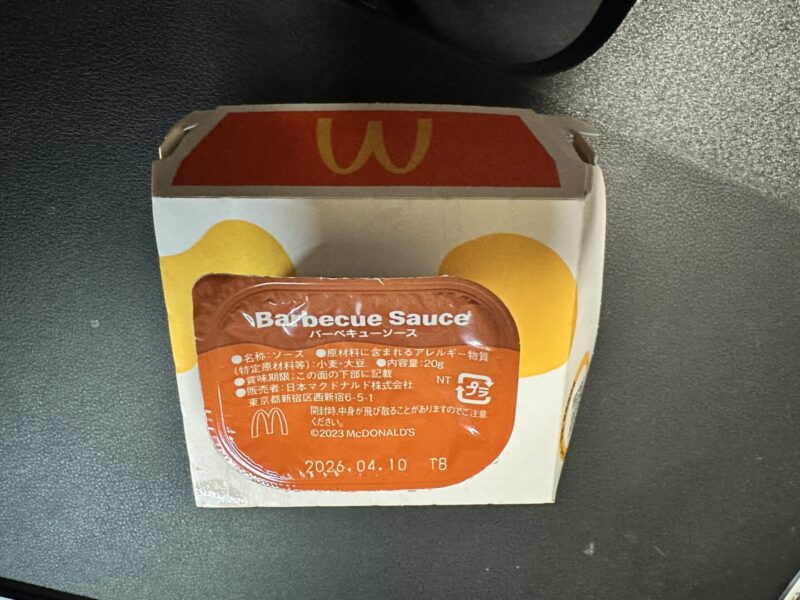 Barbecue Sauce
バーベキューソース
●名称:ソース ●原材料に含まれるアレルギー物質
(特定原材料等):小麦・大豆 ●内容量:20g
●賞味期限:この面の下部に記載
●販売者:日本マクドナルド株式会社
東京都新宿区西新宿6-5-1
NT プラ
開封時、中身が飛び散ることがありますのでご注意
ください。
©2023 McDONALD'S
2026.04.10 TB